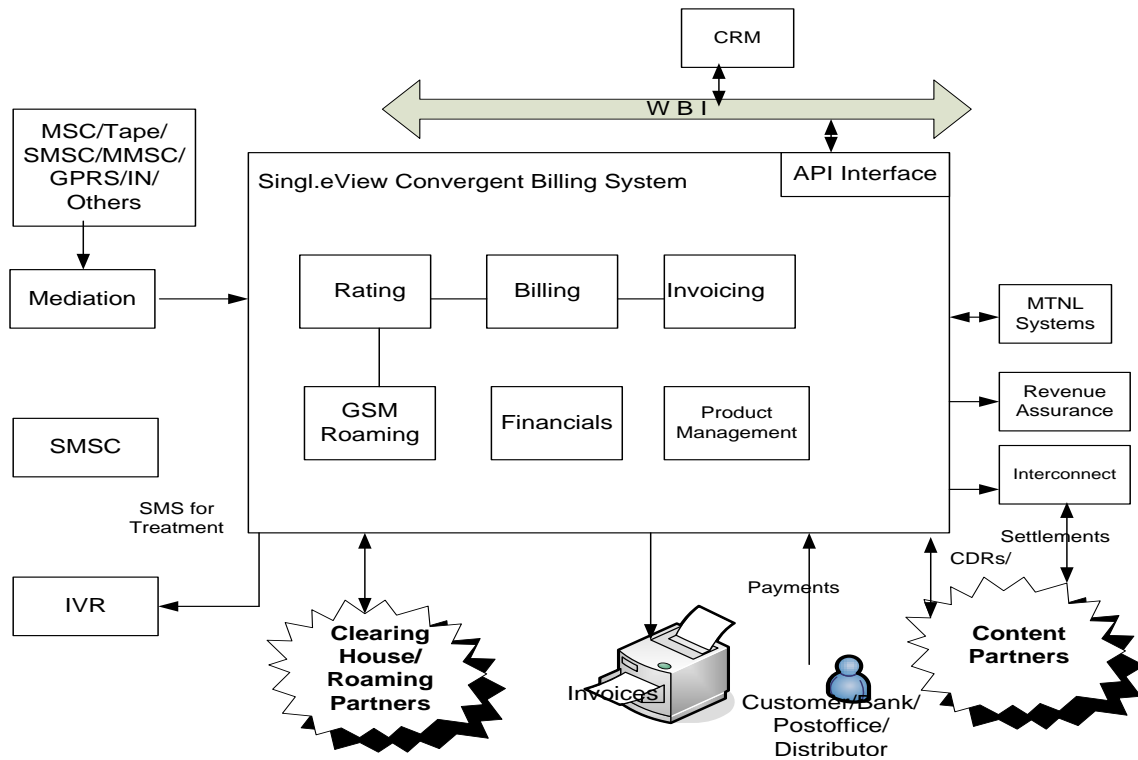 CRM
W B I
MSC/Tape/
SMSC/MMSC/
GPRS/IN/
Others
API Interface
Singl.eView Convergent Billing System
Mediation
Rating
Billing
Invoicing
MTNL
Systems
GSM
Roaming
Financials
Product
Management
Revenue
Assurance
SMSC
Interconnect
SMS for
Treatment
Settlements
CDRs/
Payments
IVR
Clearing
House/
Roaming
Partners
Content
Partners
Invoices
Customer/Bank/
Postoffice/
Distributor